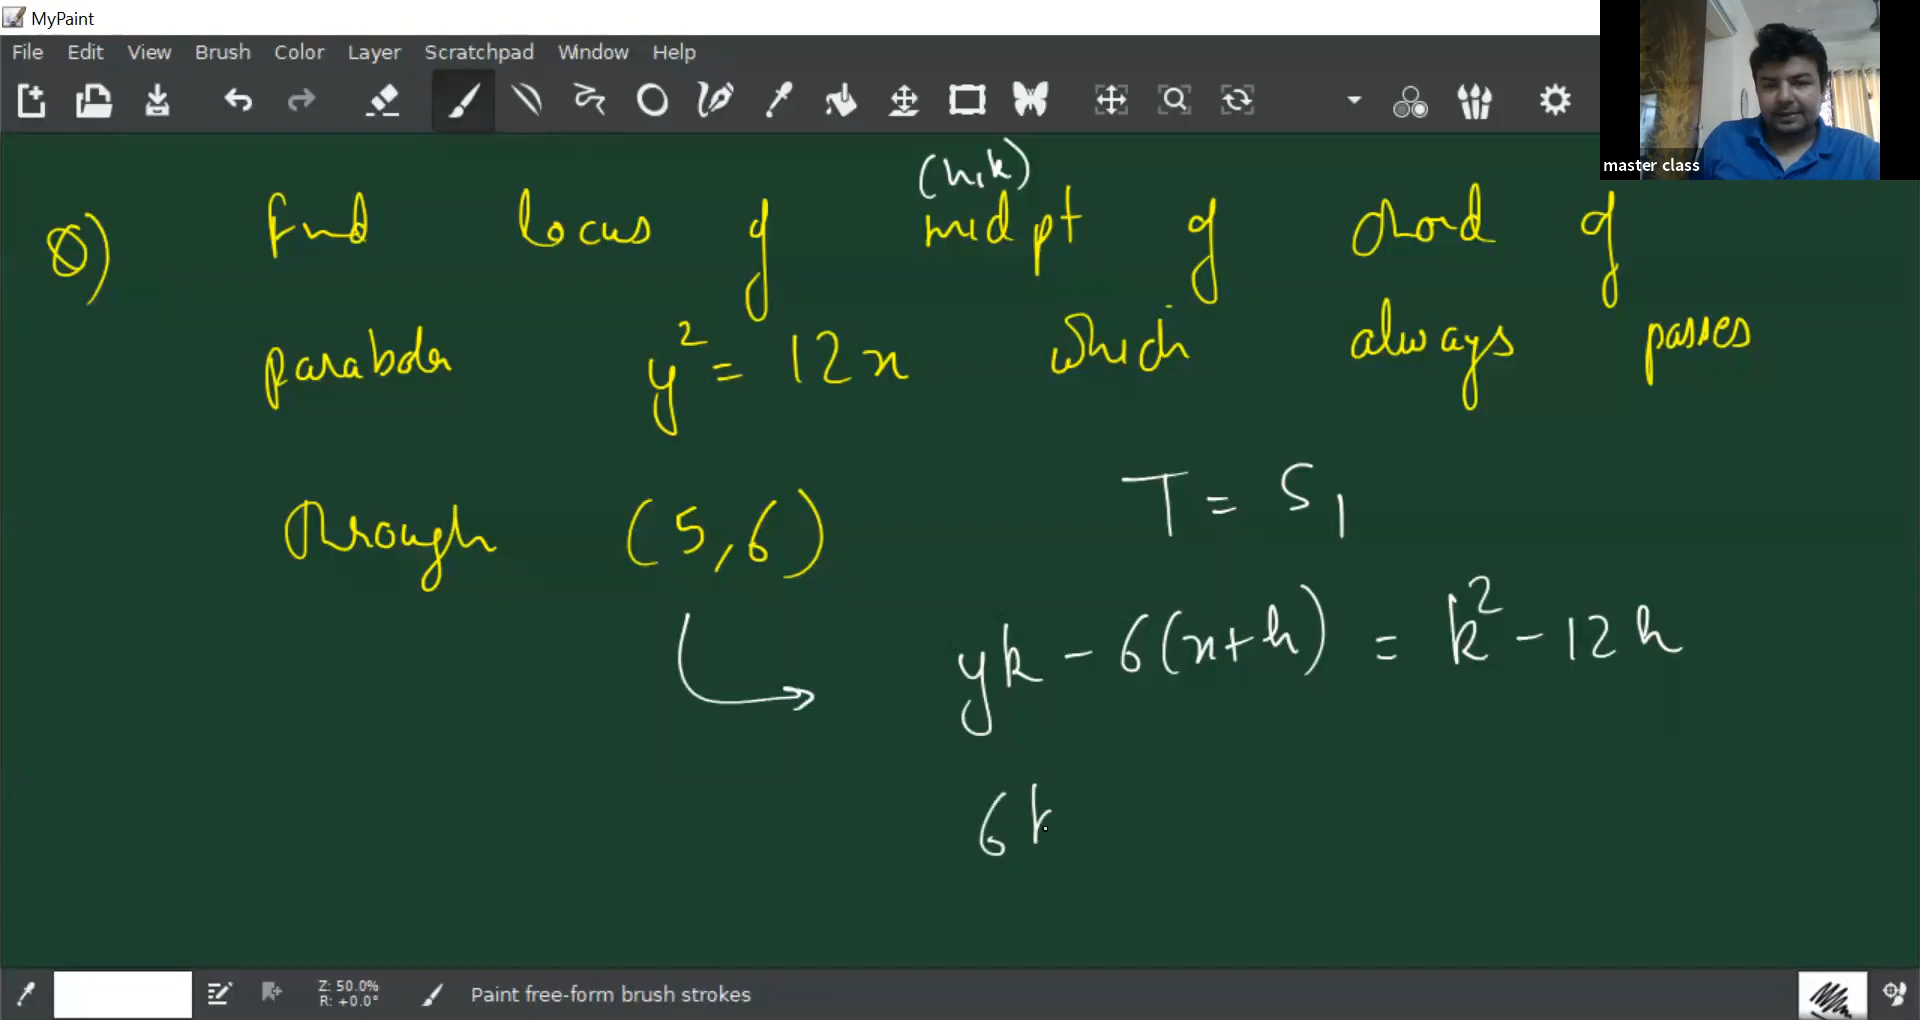 MyPaint
File Edit View Brush Color Layer Scratchpad Window Help
master class
(h,k)
Q) Find locus of mid pt of chord of
parabola y² = 12x which always passes
through (5,6)
T = S₁
yk - 6(x+h) = k² - 12h
6k
Z: 50.0%
R: +0.0°
Paint free-form brush strokes